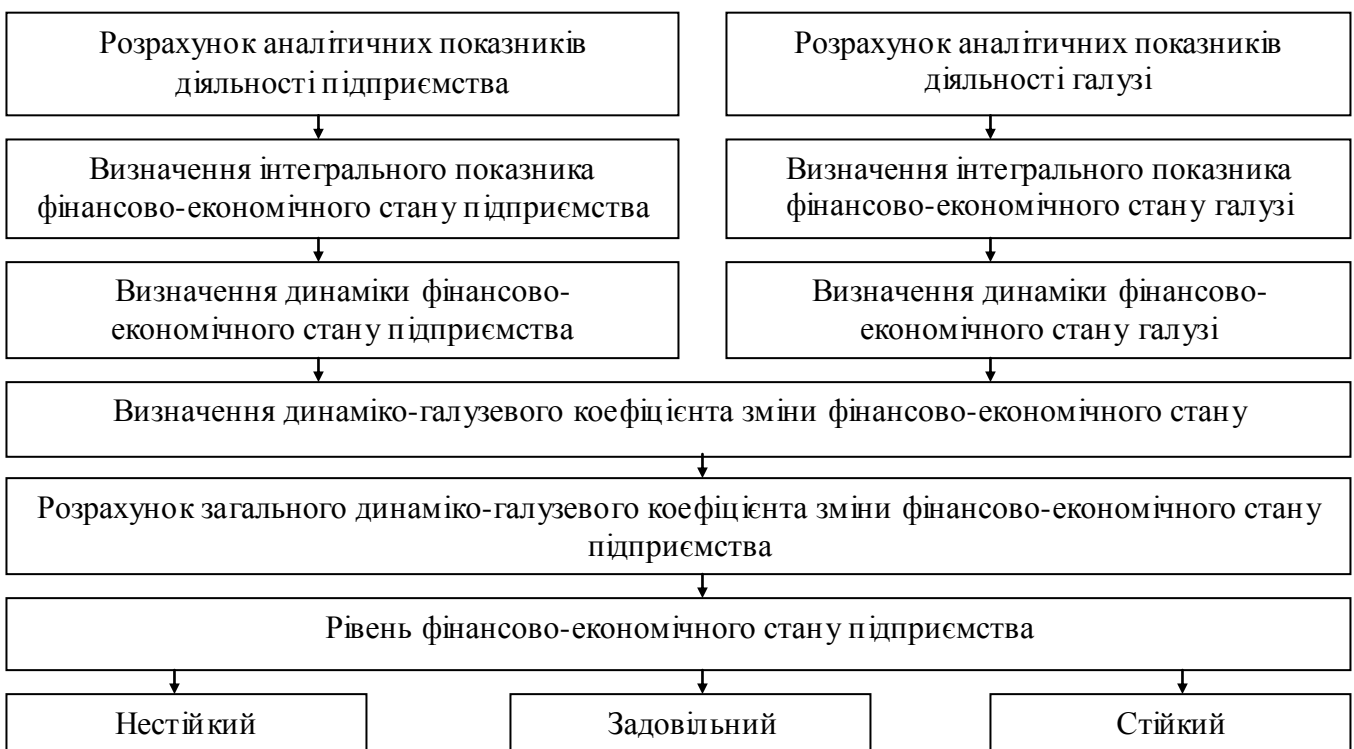 Розрахунок аналітичних показників
діяльності підприємства
Розрахунок аналітичних показників
діяльності галузі
Визначення інтегрального показника
фінансово-економічного стану підприємства
Визначення інтегрального показника
фінансово-економічного стану галузі
Визначення динаміки фінансово-
економічного стану підприємства
Визначення динаміки фінансово-
економічного стану галузі
Визначення динаміко-галузевого коефіцієнта зміни фінансово-економічного стану
Розрахунок загального динаміко-галузевого коефіцієнта зміни фінансово-економічного стану
підприємства
Рівень фінансово-економічного стану підприємства
Нестійкий
Задовільний
Стійкий